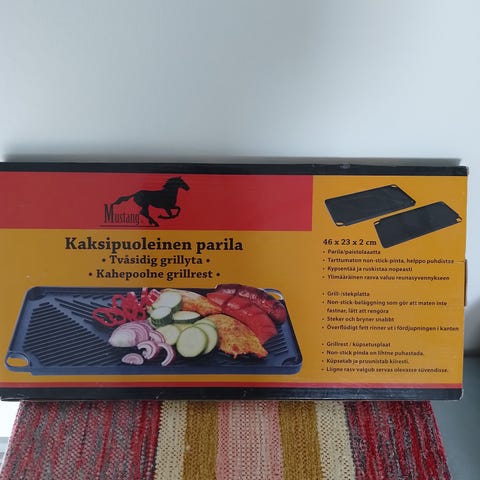 Mustang
Kaksipuoleinen parila
• Tvåsidig grillyta •
• Kahepoolne grillrest •
46 x 23 x 2 cm
• Parila/paistolaaatta
• Tarttumaton non-stick-pinta, helppo puhdistaa
• Kypsentää ja ruskistaa nopeasti
• Ylimääräinen rasva valuu reunasyvennykseen
Grill-/stekplatta
• Non-stick-beläggning som gör att maten inte
fastnar, lätt att rengöra
• Steker och bryner snabbt
• Överflödigt fett rinner ut i fördjupningen i kanten
Grillrest / küpsetusplaat
• Non-stick pinda on lihtne puhastada.
• Küpsetab ja pruunistab kiiresti.
• Liigne rasv valgub servas olevasse süvendisse.